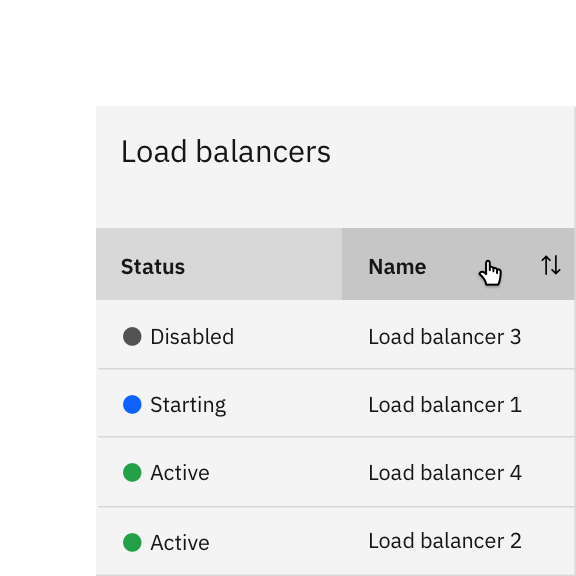 Load balancers
Status Name
Disabled Load balancer 3
Starting Load balancer 1
Active Load balancer 4
Active Load balancer 2